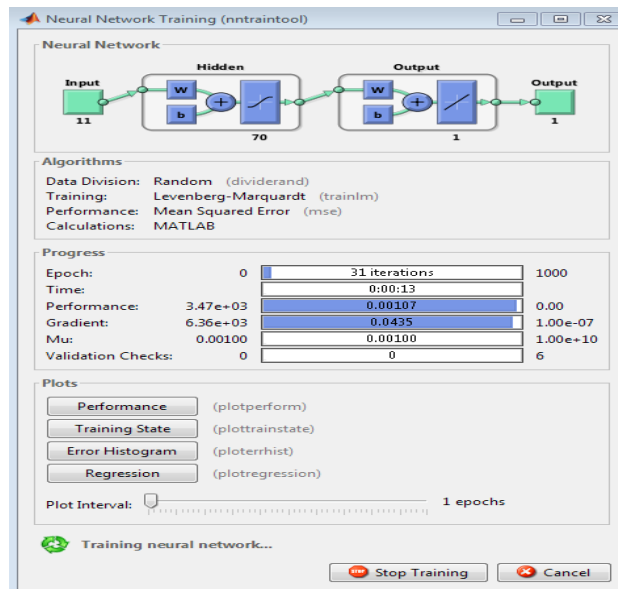 Neural Network Training (nntraintool)
Neural Network
Hidden
Output
Input
Output
W
W
b
b
11
70
1
1
Algorithms
Data Division: Random (dividerand)
Training: Levenberg-Marquardt (trainlm)
Performance: Mean Squared Error (mse)
Calculations: MATLAB
Progress
Epoch: 0 31 iterations 1000
Time: 0:00:13
Performance: 3.47e+03 0.00107 0.00
Gradient: 6.36e+03 0.0435 1.00e-07
Mu: 0.00100 0.00100 1.00e+10
Validation Checks: 0 0 6
Plots
Performance (plotperform)
Training State (plottrainstate)
Error Histogram (ploterrhist)
Regression (plotregression)
Plot Interval: 1 epochs
Training neural network...
Stop Training Cancel